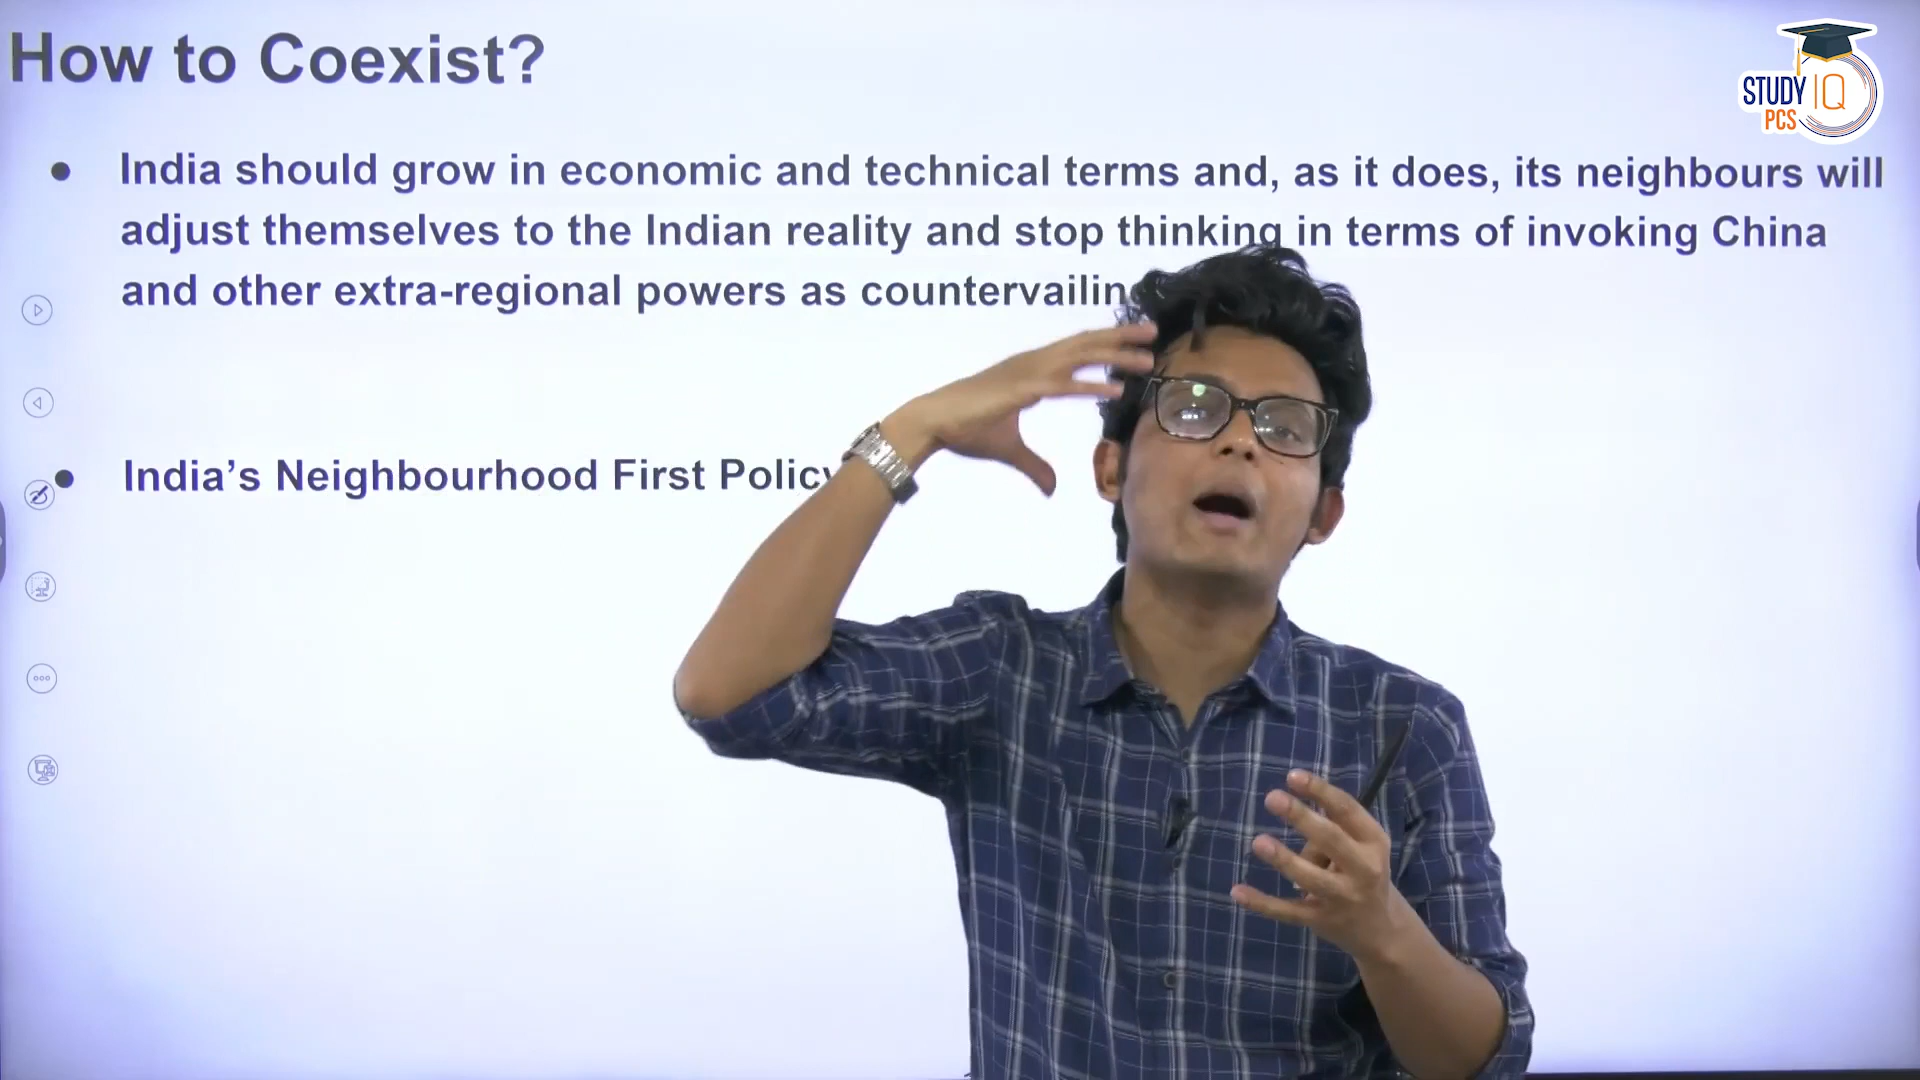 How to Coexist?
STUDY IQ
PCS
● India should grow in economic and technical terms and, as it does, its neighbours will
adjust themselves to the Indian reality and stop thinking in terms of invoking China
and other extra-regional powers as
● India’s Neighbourhood First Policy